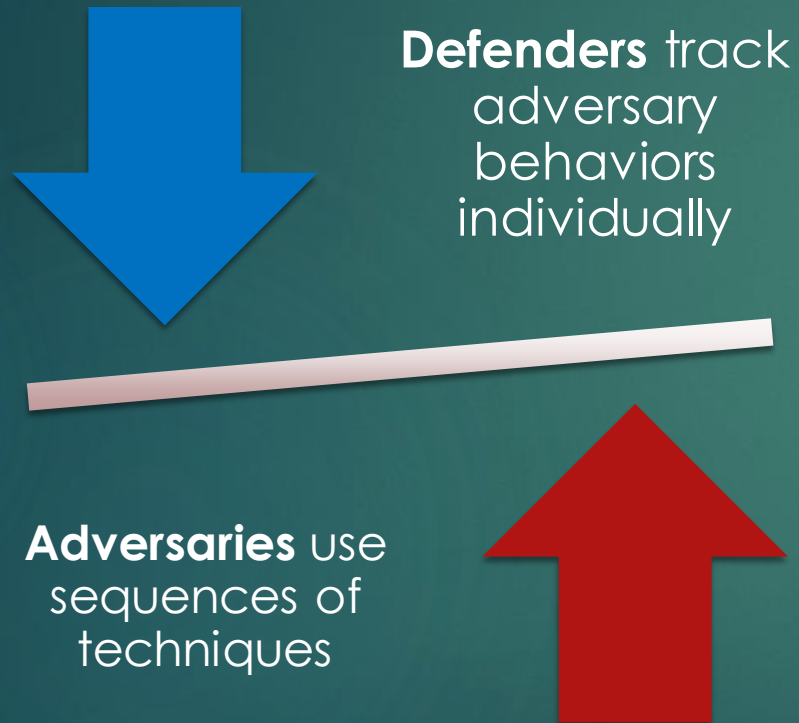 Defenders track
adversary
behaviors
individually
Adversaries use
sequences of
techniques